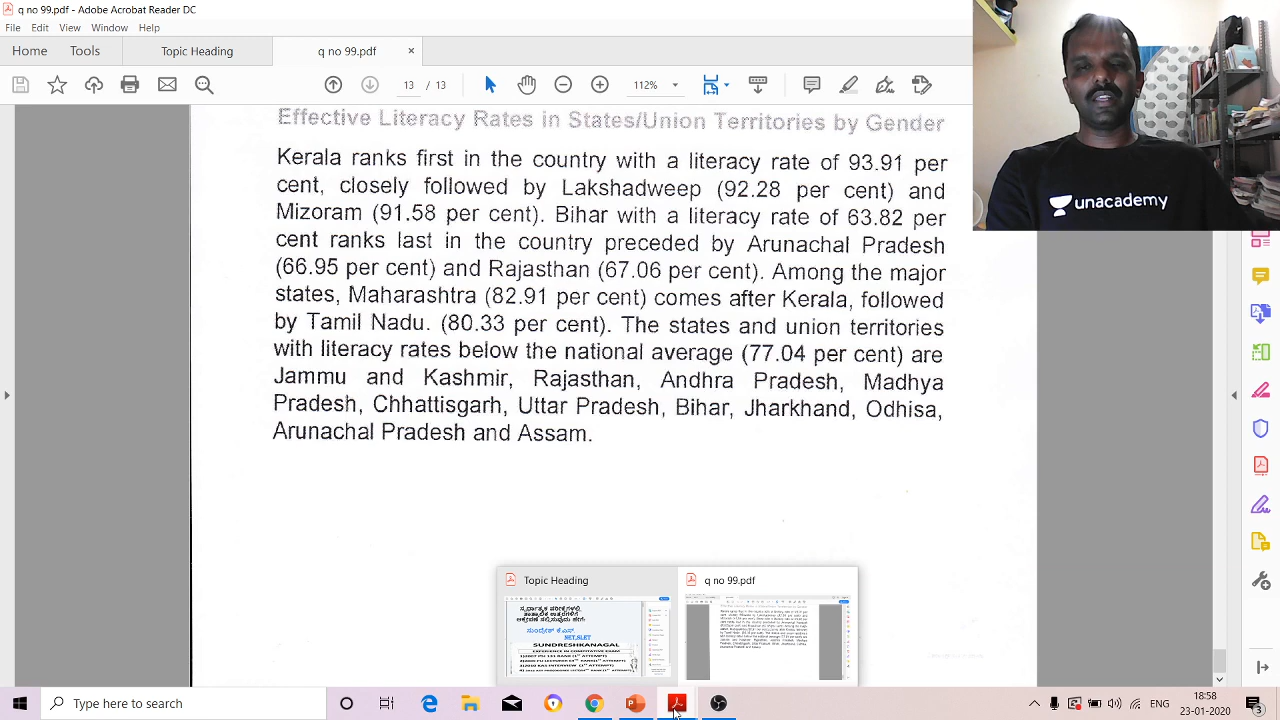 q no 99.pdf - Adobe Acrobat Reader DC
File Edit View Window Help
Home Tools Topic Heading q no 99.pdf ×
13 / 13 112%
unacademy
Effective Literacy Rates in States/Union Territories by Gender
Kerala ranks first in the country with a literacy rate of 93.91 per
cent, closely followed by Lakshadweep (92.28 per cent) and
Mizoram (91.58 per cent). Bihar with a literacy rate of 63.82 per
cent ranks last in the country preceded by Arunachal Pradesh
(66.95 per cent) and Rajasthan (67.06 per cent). Among the major
states, Maharashtra (82.91 per cent) comes after Kerala, followed
by Tamil Nadu. (80.33 per cent). The states and union territories
with literacy rates below the national average (77.04 per cent) are
Jammu and Kashmir, Rajasthan, Andhra Pradesh, Madhya
Pradesh, Chhattisgarh, Uttar Pradesh, Bihar, Jharkhand, Odhisa,
Arunachal Pradesh and Assam.
Topic Heading q no 99.pdf
ಸುಂದ್ರೇಶ್ ಕೆ.ಎಸ್.
NET,SLET
SUNDRESHKANAGAL
Type here to search
ENG 18:58
23-01-2020 3